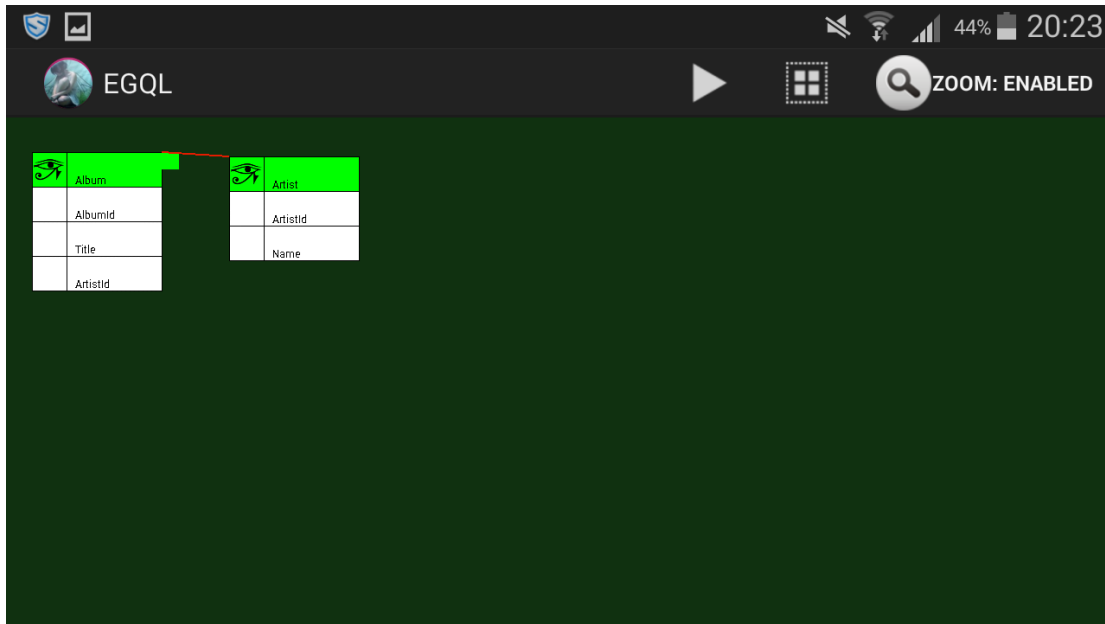 44% 20:23
EGQL
ZOOM: ENABLED
Album
AlbumId
Title
ArtistId
Artist
ArtistId
Name